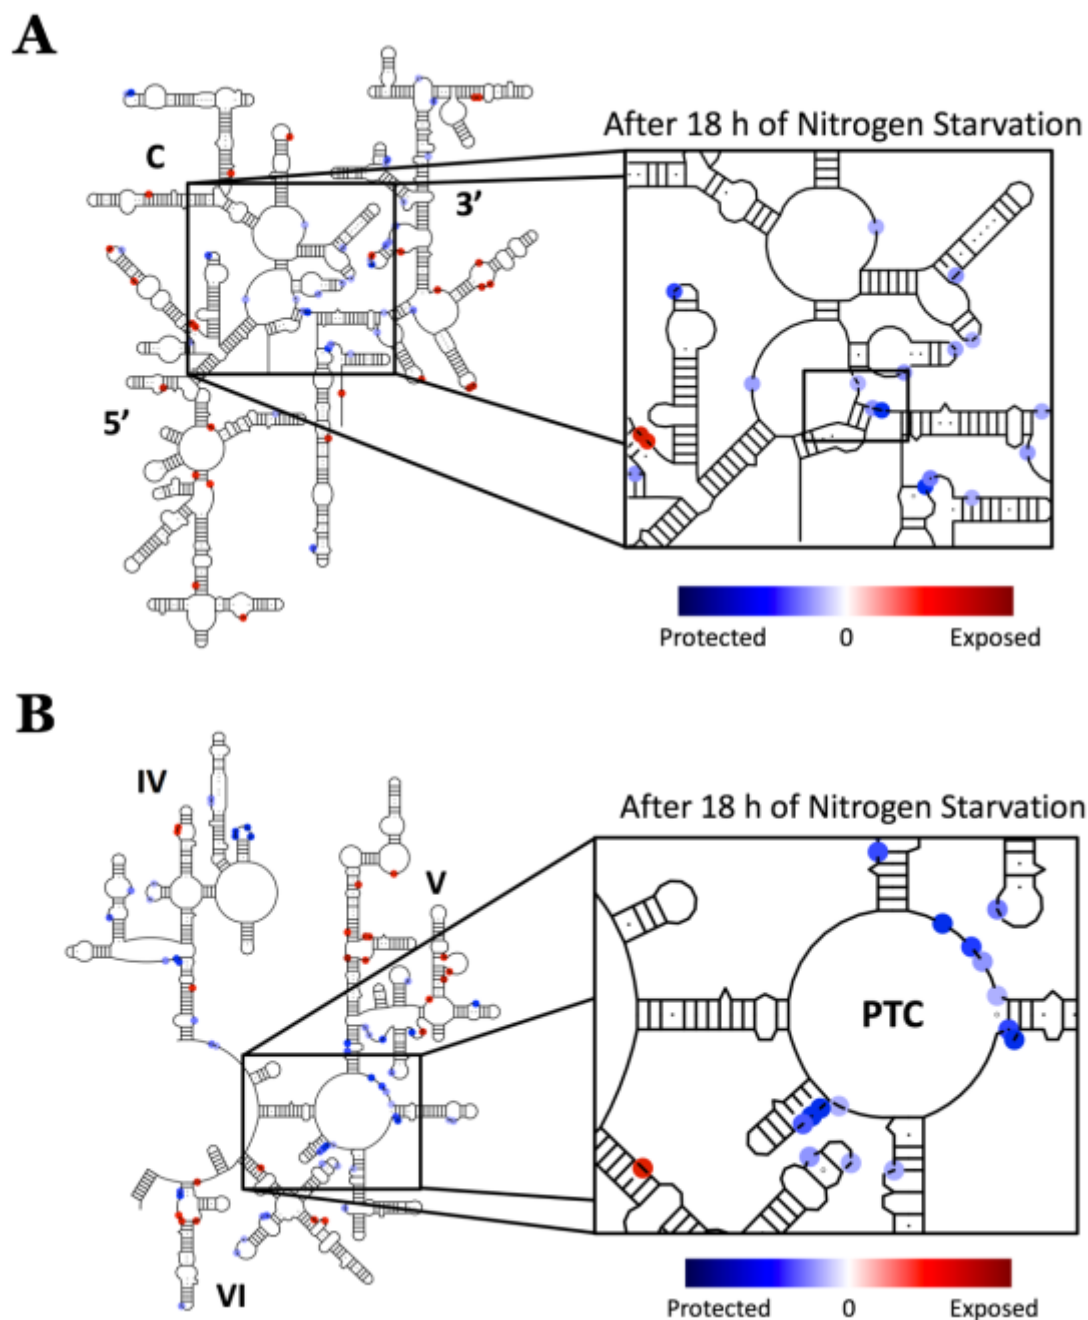 A
After 18 h of Nitrogen Starvation
C
3’
5’
Protected 0 Exposed
B
IV
After 18 h of Nitrogen Starvation
V
PTC
VI
Protected 0 Exposed